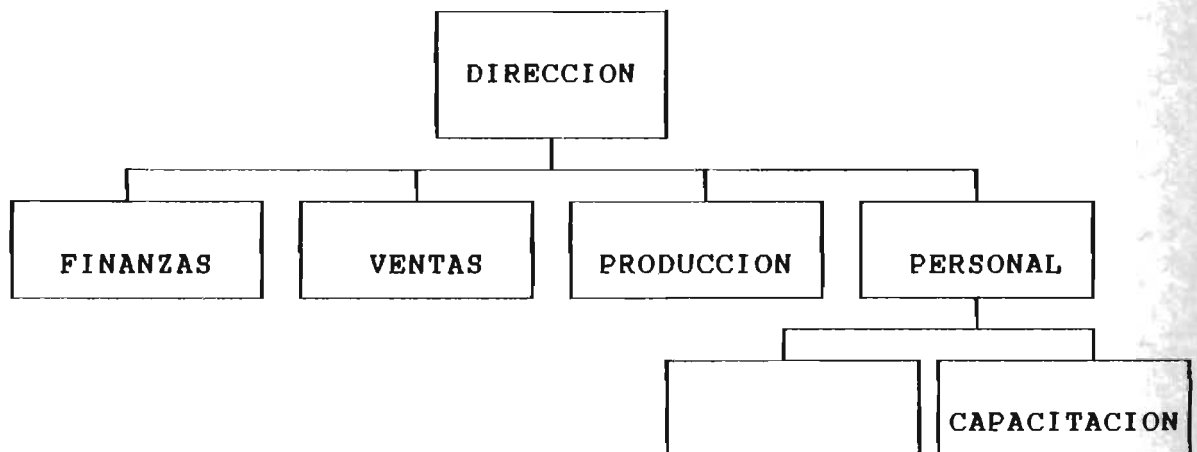 DIRECCION
FINANZAS VENTAS PRODUCCION PERSONAL
CAPACITACION